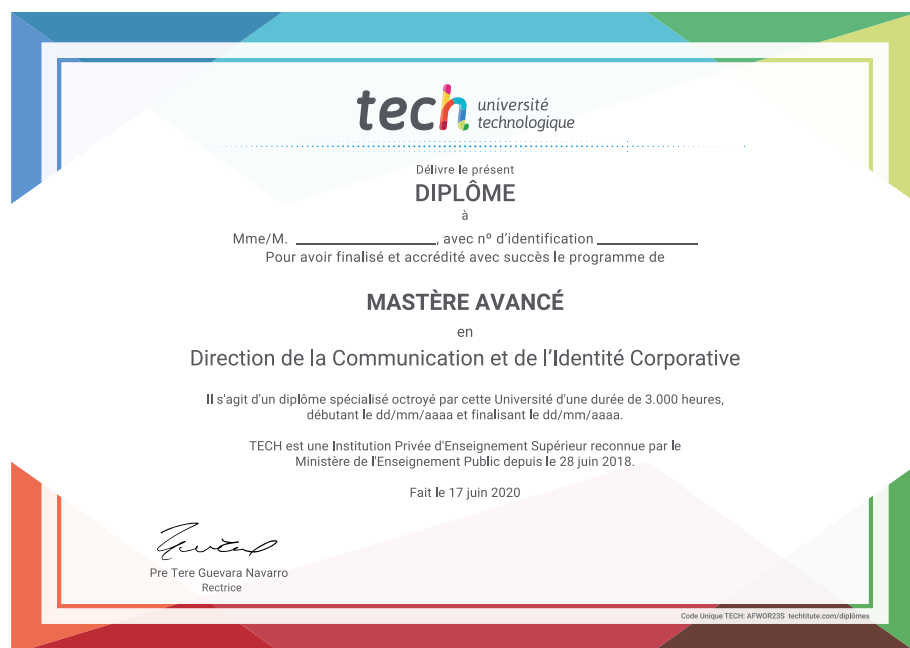 tech université
technologique
Délivre le présent
DIPLÔME
à
Mme/M. ____________________, avec nº d'identification ______________
Pour avoir finalisé et accrédité avec succès le programme de
MASTÈRE AVANCÉ
en
Direction de la Communication et de l'Identité Corporative
Il s'agit d'un diplôme spécialisé octroyé par cette Université d'une durée de 3.000 heures,
débutant le dd/mm/aaaa et finalisant le dd/mm/aaaa.
TECH est une Institution Privée d'Enseignement Supérieur reconnue par le
Ministère de l'Enseignement Public depuis le 28 juin 2018.
Fait le 17 juin 2020
Pre Tere Guevara Navarro
Rectrice
Code Unique TECH: AFWOR23S techtitute.com/diplômes